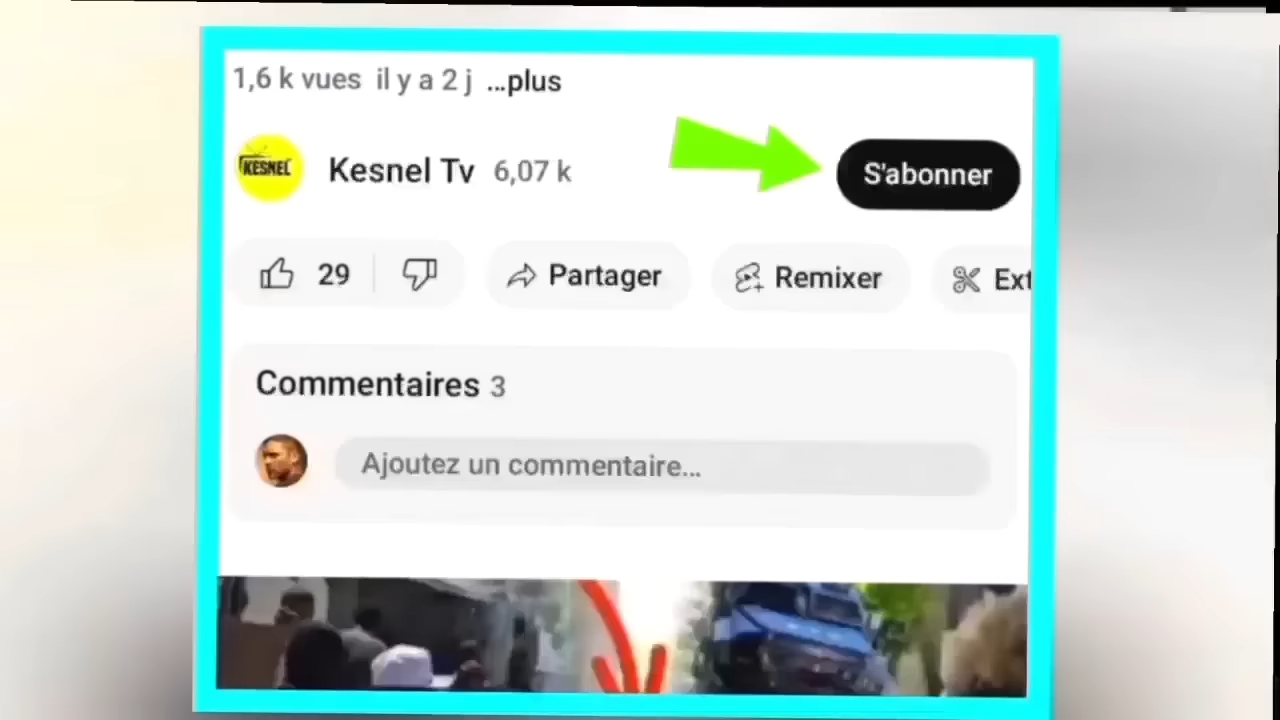 1,6 k vues il y a 2 j ...plus
KESNEL
Kesnel Tv 6,07 k
S'abonner
29
Partager
Remixer
Ext
Commentaires 3
Ajoutez un commentaire...